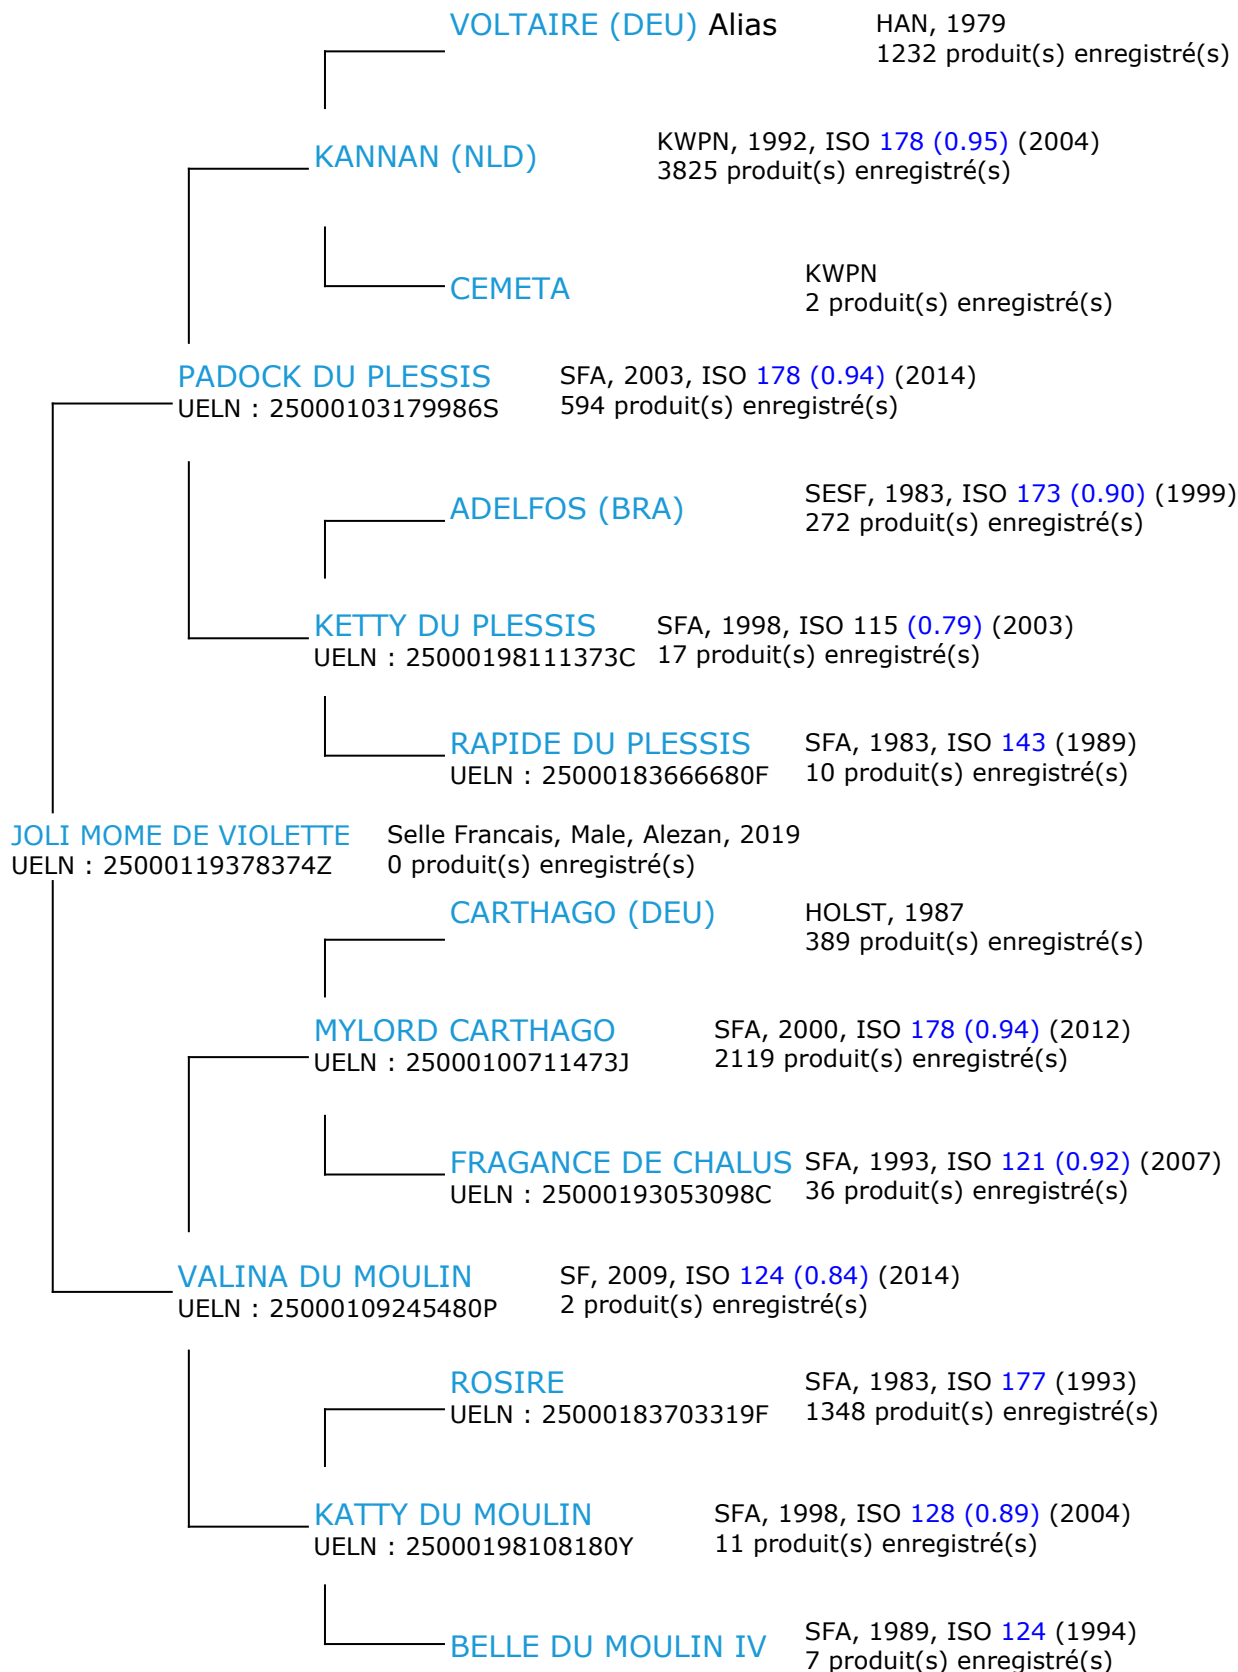 VOLTAIRE (DEU) Alias
HAN, 1979
1232 produit(s) enregistré(s)
KANNAN (NLD)
KWPN, 1992, ISO 178 (0.95) (2004)
3825 produit(s) enregistré(s)
CEMETA
KWPN
2 produit(s) enregistré(s)
PADOCK DU PLESSIS
UELN : 25000103179986S
SFA, 2003, ISO 178 (0.94) (2014)
594 produit(s) enregistré(s)
ADELFOS (BRA)
SESF, 1983, ISO 173 (0.90) (1999)
272 produit(s) enregistré(s)
KETTY DU PLESSIS
UELN : 25000198111373C
SFA, 1998, ISO 115 (0.79) (2003)
17 produit(s) enregistré(s)
RAPIDE DU PLESSIS
UELN : 25000183666680F
SFA, 1983, ISO 143 (1989)
10 produit(s) enregistré(s)
JOLI MOME DE VIOLETTE
UELN : 250001119378374Z
Selle Francais, Male, Alezan, 2019
0 produit(s) enregistré(s)
CARTHAGO (DEU)
HOLST, 1987
389 produit(s) enregistré(s)
MYLORD CARTHAGO
UELN : 25000100711473J
SFA, 2000, ISO 178 (0.94) (2012)
2119 produit(s) enregistré(s)
FRAGANCE DE CHALUS
UELN : 25000193053098C
SFA, 1993, ISO 121 (0.92) (2007)
36 produit(s) enregistré(s)
VALINA DU MOULIN
UELN : 25000109245480P
SF, 2009, ISO 124 (0.84) (2014)
2 produit(s) enregistré(s)
ROSIRE
UELN : 25000183703319F
SFA, 1983, ISO 177 (1993)
1348 produit(s) enregistré(s)
KATTY DU MOULIN
UELN : 25000198108180Y
SFA, 1998, ISO 128 (0.89) (2004)
11 produit(s) enregistré(s)
BELLE DU MOULIN IV
SFA, 1989, ISO 124 (1994)
7 produit(s) enregistré(s)